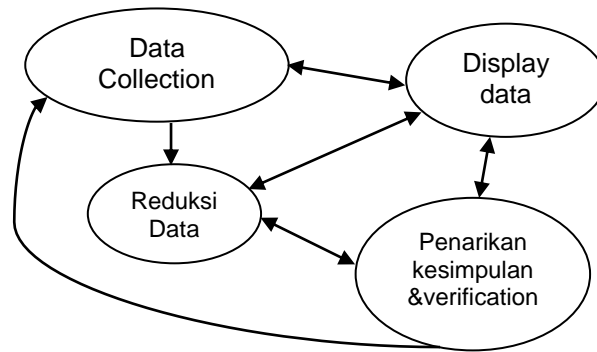 Data
Collection
Display
data
Reduksi
Data
Penarikan
kesimpulan
&verification